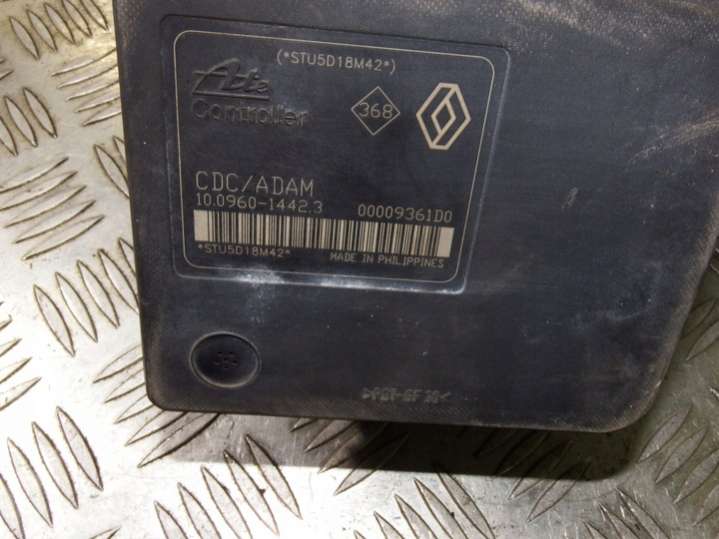 (*STU5D18M42*)
Ate
Controller
368
CDC/ADAM
10.0960-1442.3 00009361D0
*STU5D18M42* MADE IN PHILIPPINES